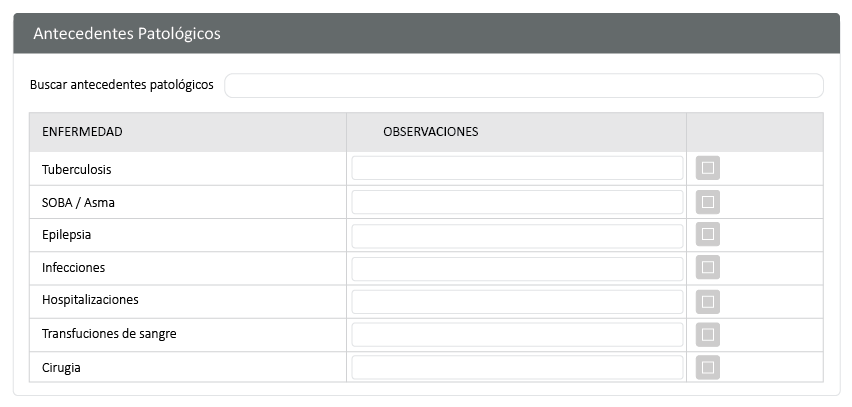 Antecedentes Patológicos
Buscar antecedentes patológicos
ENFERMEDAD OBSERVACIONES
Tuberculosis
SOBA / Asma
Epilepsia
Infecciones
Hospitalizaciones
Transfuciones de sangre
Cirugia